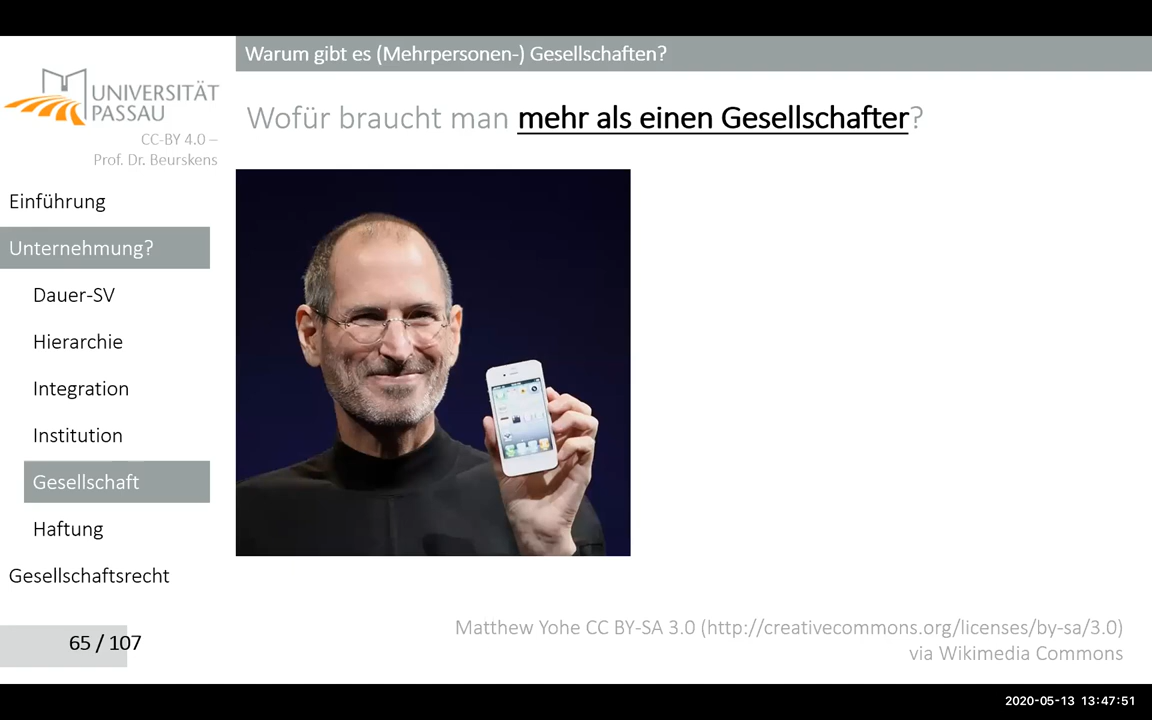 Warum gibt es (Mehrpersonen-) Gesellschaften?
UNIVERSITÄT
PASSAU
CC-BY 4.0 –
Prof. Dr. Beurskens
Wofür braucht man mehr als einen Gesellschafter?
Einführung
Unternehmung?
Dauer-SV
Hierarchie
Integration
Institution
Gesellschaft
Haftung
Gesellschaftsrecht
65 / 107
Matthew Yohe CC BY-SA 3.0 (http://creativecommons.org/licenses/by-sa/3.0)
via Wikimedia Commons
2020-05-13 13:47:51